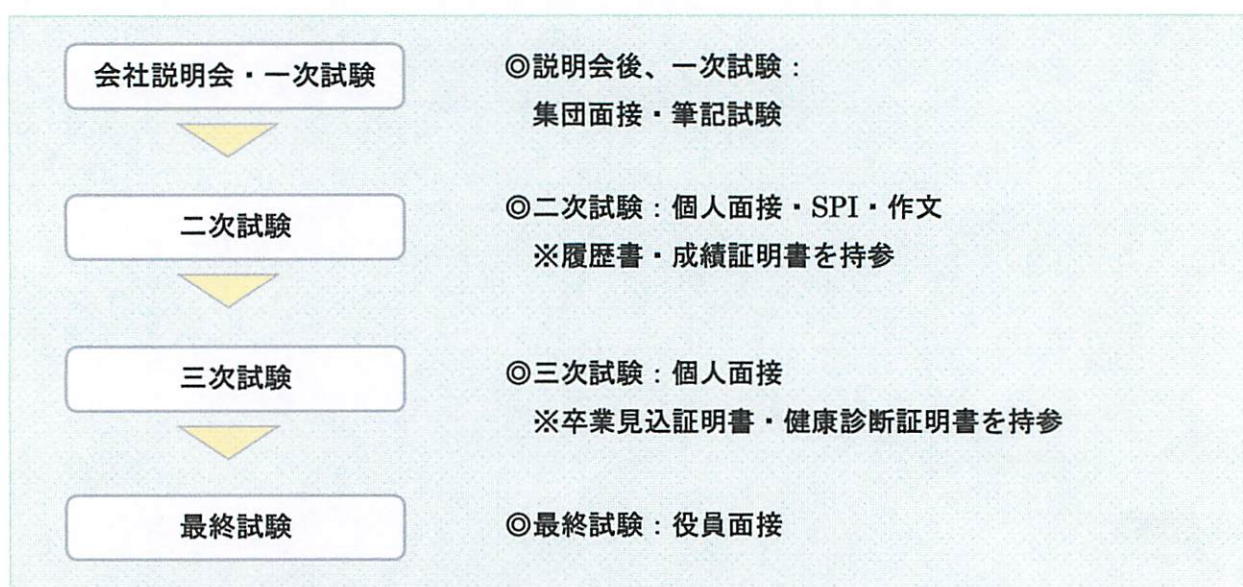 会社説明会・一次試験
◎説明会後、一次試験：
集団面接・筆記試験
二次試験
◎二次試験：個人面接・SPI・作文
※履歴書・成績証明書を持参
三次試験
◎三次試験：個人面接
※卒業見込証明書・健康診断証明書を持参
最終試験
◎最終試験：役員面接